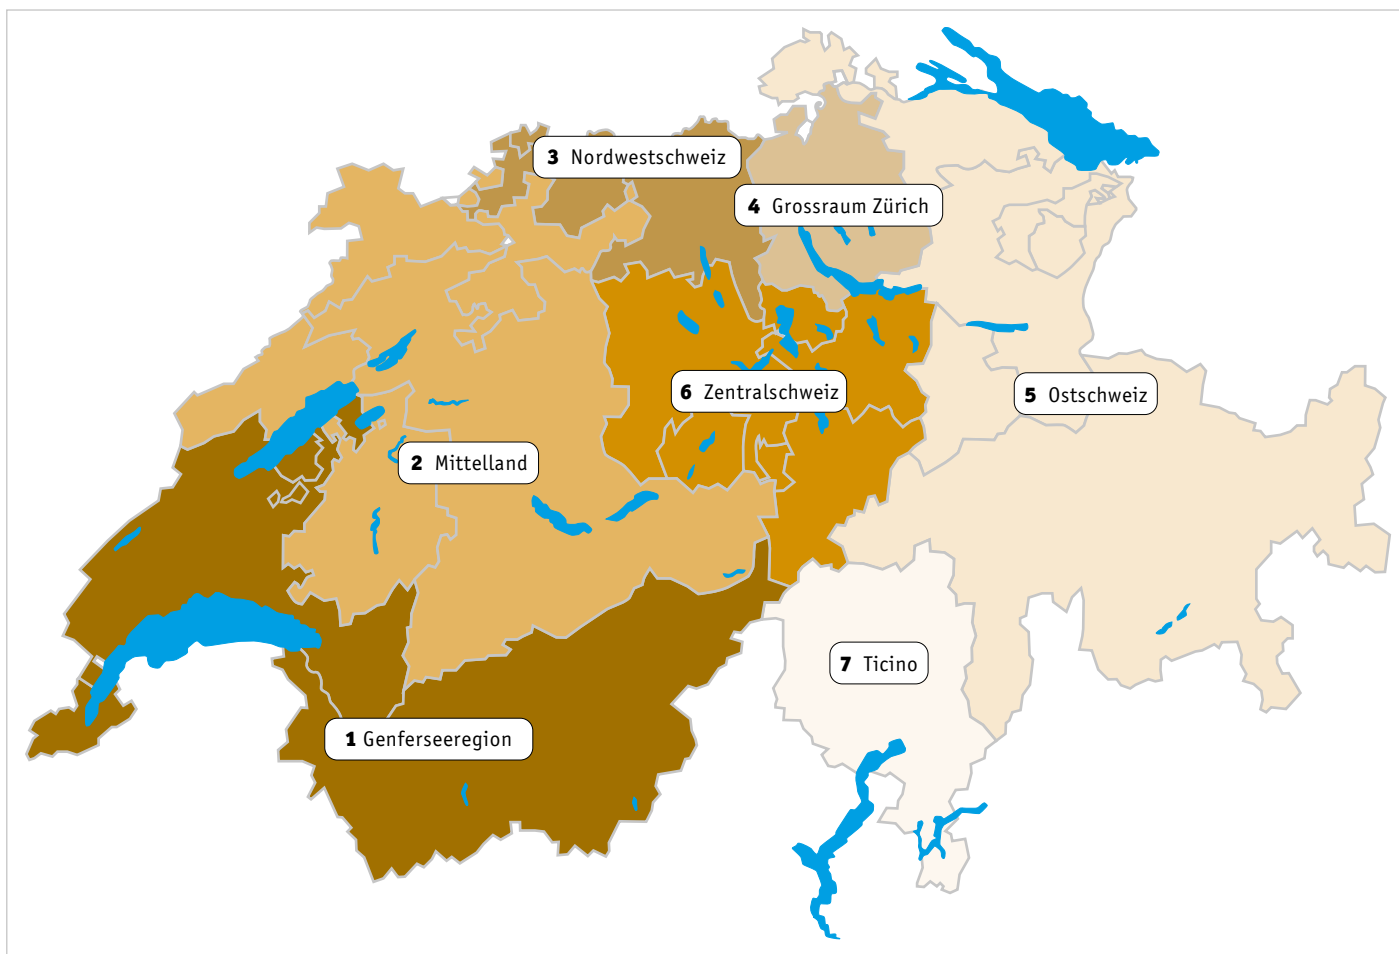 3 Nordwestschweiz
4 Grossraum Zürich
6 Zentralschweiz
5 Ostschweiz
2 Mittelland
7 Ticino
1 Genferseeregion